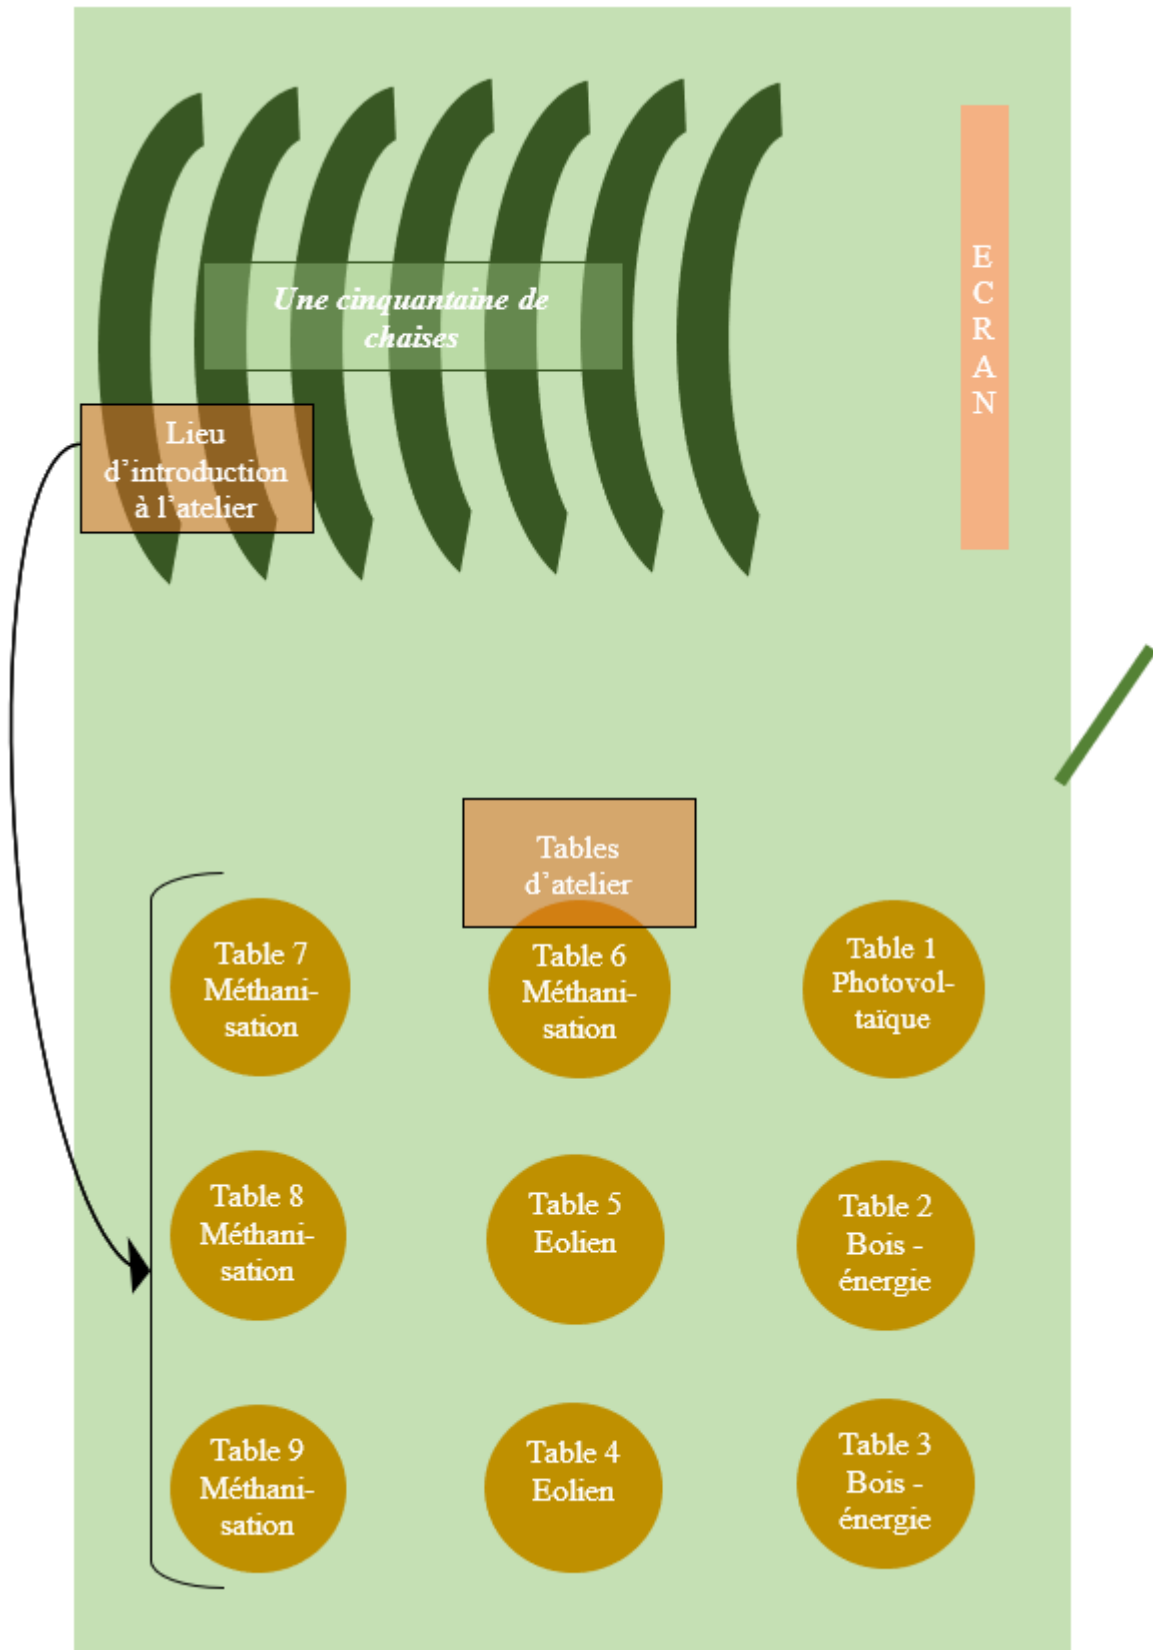 Une cinquantaine de
chaises
E
C
R
A
N
Lieu
d’introduction
à l’atelier
Tables
d’atelier
Table 7
Méthani-
sation
Table 6
Méthani-
sation
Table 1
Photovol-
taïque
Table 8
Méthani-
sation
Table 5
Eolien
Table 2
Bois -
énergie
Table 9
Méthani-
sation
Table 4
Eolien
Table 3
Bois -
énergie